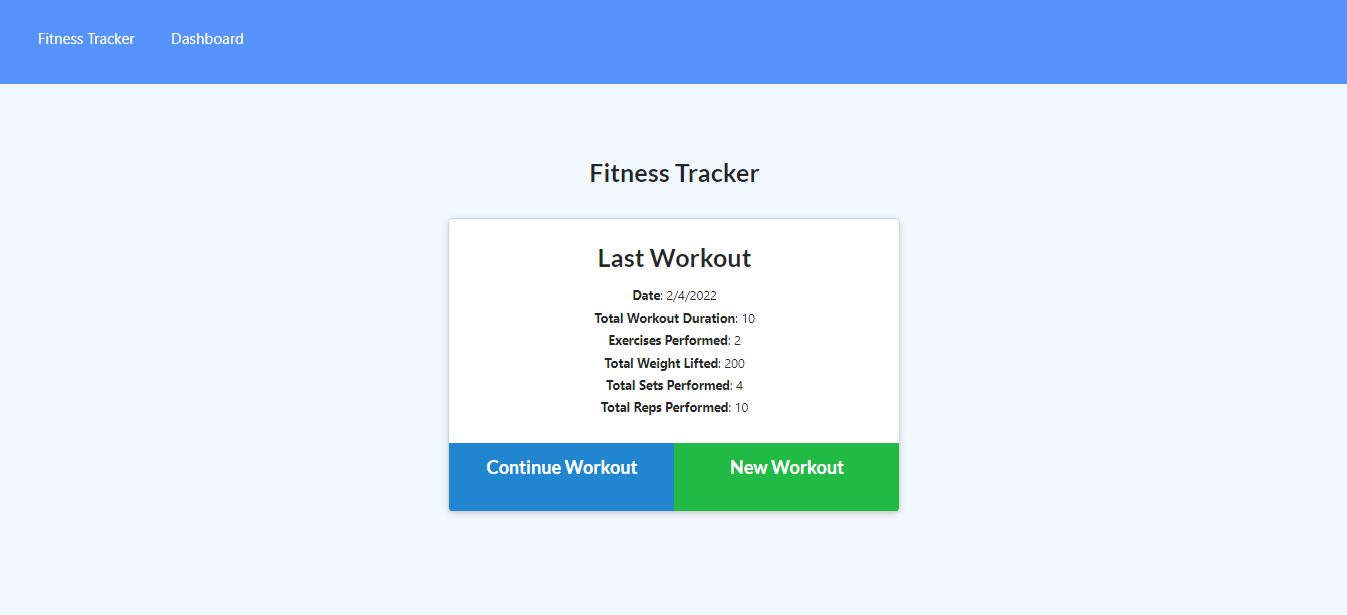 Fitness Tracker Dashboard
Fitness Tracker
Last Workout
Date: 2/4/2022
Total Workout Duration: 10
Exercises Performed: 2
Total Weight Lifted: 200
Total Sets Performed: 4
Total Reps Performed: 10
Continue Workout New Workout